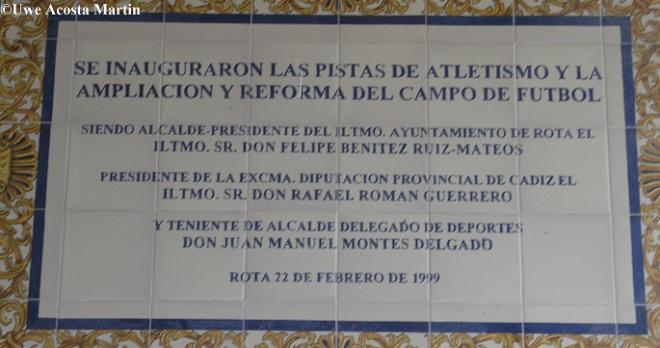 ©Uwe Acosta Martin
SE INAUGURARON LAS PISTAS DE ATLETISMO Y LA
AMPLIACION Y REFORMA DEL CAMPO DE FUTBOL
SIENDO ALCALDE-PRESIDENTE DEL ILTMO. AYUNTAMIENTO DE ROTA EL
ILTMO. SR. DON FELIPE BENITEZ RUIZ-MATEOS
PRESIDENTE DE LA EXCMA. DIPUTACION PROVINCIAL DE CADIZ EL
ILTMO. SR. DON RAFAEL ROMAN GUERRERO
Y TENIENTE DE ALCALDE DELEGADO DE DEPORTES
DON JUAN MANUEL MONTES DELGADO
ROTA 22 DE FEBRERO DE 1999